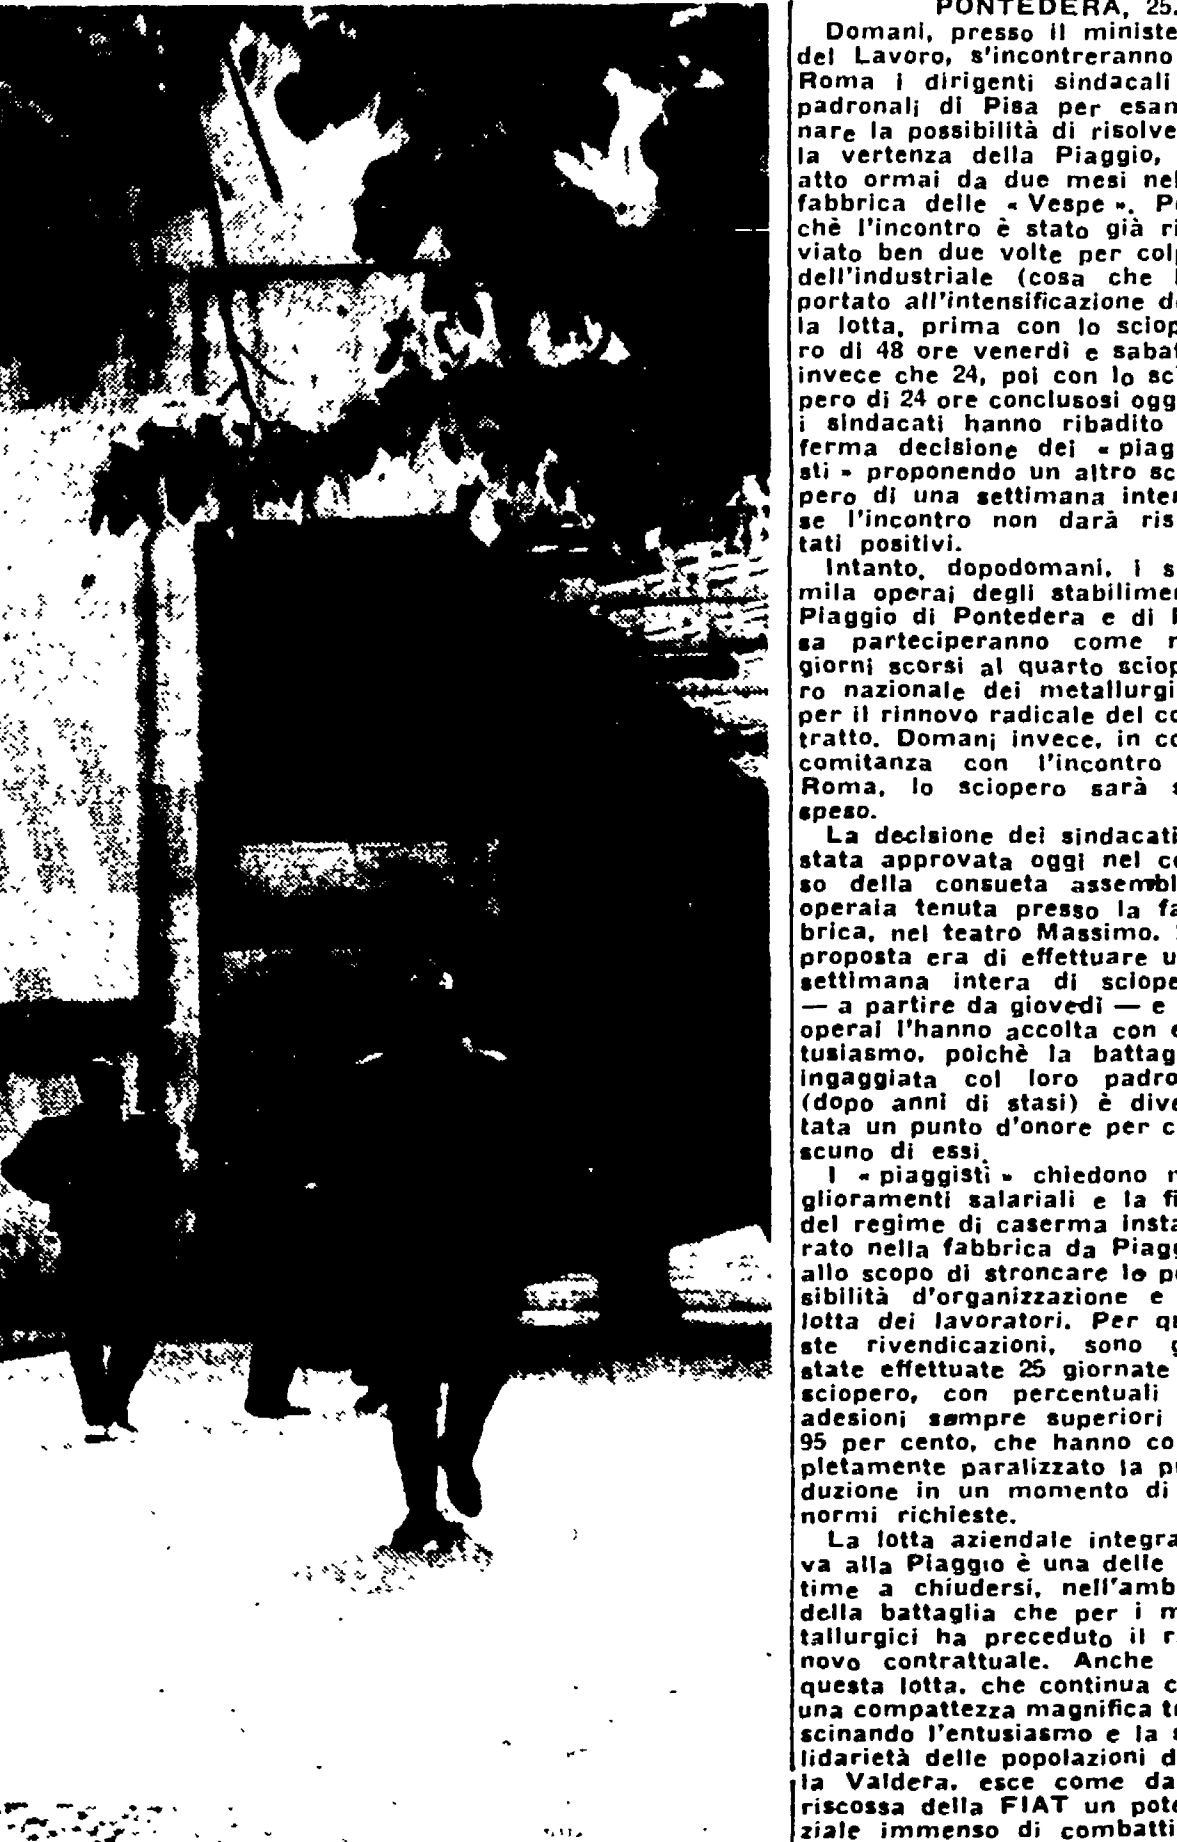 PONTEDERA, 25.
Domani, presso il ministe
del Lavoro, s'incontreranno
Roma i dirigenti sindacali
padronali di Pisa per esam
nare la possibilità di risolve
la vertenza della Piaggio,
atto ormai da due mesi nel
fabbrica delle « Vespe ». P
chè l'incontro è stato già ri
viato ben due volte per col
dell'industriale (cosa che
portato all'intensificazione de
la lotta, prima con lo sciop
ro di 48 ore venerdì e sabat
invece che 24, poi con lo sci
pero di 24 ore conclusosi ogg
i sindacati hanno ribadito
ferma decisione dei « piag
sti » proponendo un altro sc
pero di una settimana inter
se l'incontro non darà ris
tati positivi.
Intanto, dopodomani, i s
mila operai degli stabilime
Piaggio di Pontedera e di
sa parteciperanno come n
giorni scorsi al quarto sciop
ro nazionale dei metallurgi
per il rinnovo radicale del co
tratto. Domani invece, in co
comitanza con l'incontro
Roma, lo sciopero sarà s
speso.
La decisione dei sindacati
stata approvata oggi nel co
so della consueta assembl
operaia tenuta presso la fa
brica, nel teatro Massimo.
proposta era di effettuare u
settimana intera di sciope
— a partire da giovedì — e
operai l'hanno accolta con e
tusiasmo, poichè la battag
ingaggiata col loro padro
(dopo anni di stasi) è dive
tata un punto d'onore per c
scuno di essi.
I « piaggisti » chiedono m
glioramenti salariali e la fi
del regime di caserma insta
rato nella fabbrica da Piagg
allo scopo di stroncare le p
sibilità d'organizzazione e
lotta dei lavoratori. Per qu
ste rivendicazioni, sono g
state effettuate 25 giornate
sciopero, con percentuali
adesioni sempre superiori
95 per cento, che hanno co
pletamente paralizzato la p
duzione in un momento di
normi richieste.
La lotta aziendale integra
va alla Piaggio è una delle
time a chiudersi, nell'amb
della battaglia che per i m
tallurgici ha preceduto il r
novo contrattuale. Anche
questa lotta, che continua c
una compattezza magnifica tr
scinando l'entusiasmo e la s
lidarietà delle popolazioni d
la Valdera, esce come da
riscossa della FIAT un pote
ziale immenso di combatti